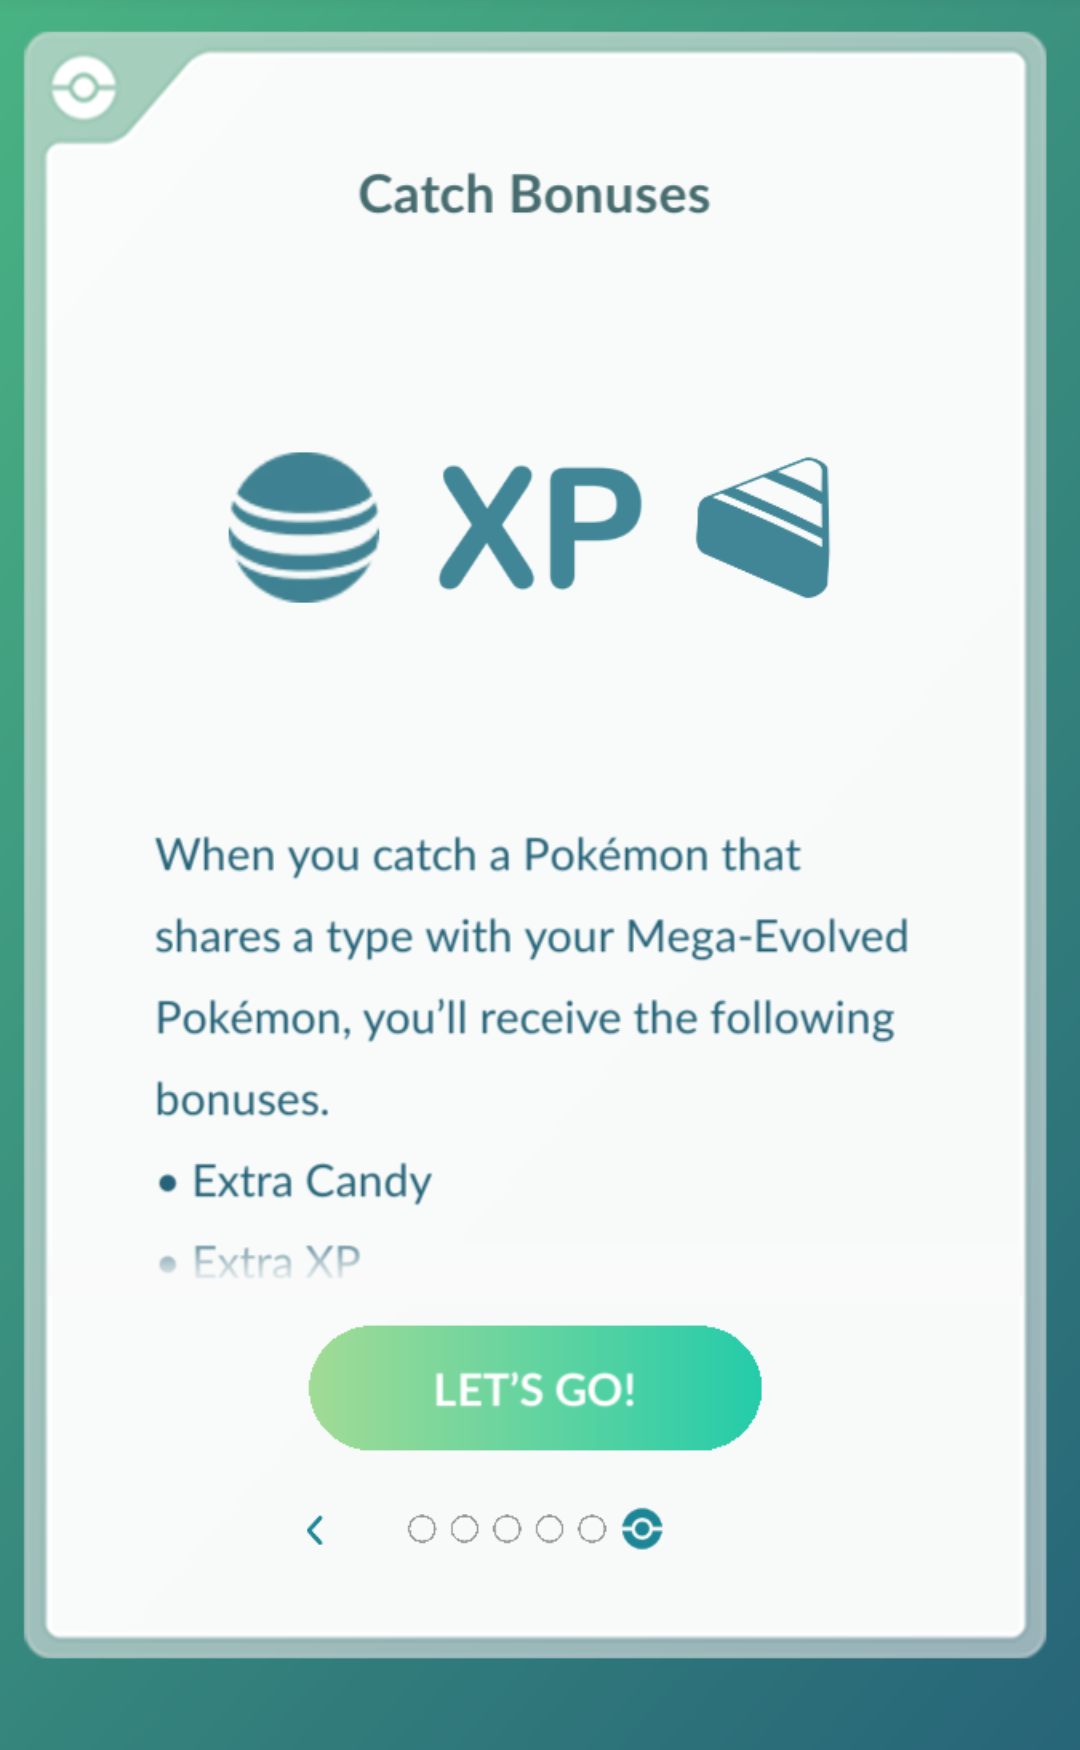 Catch Bonuses
XP
When you catch a Pokémon that
shares a type with your Mega-Evolved
Pokémon, you’ll receive the following
bonuses.
• Extra Candy
• Extra XP
LET’S GO!